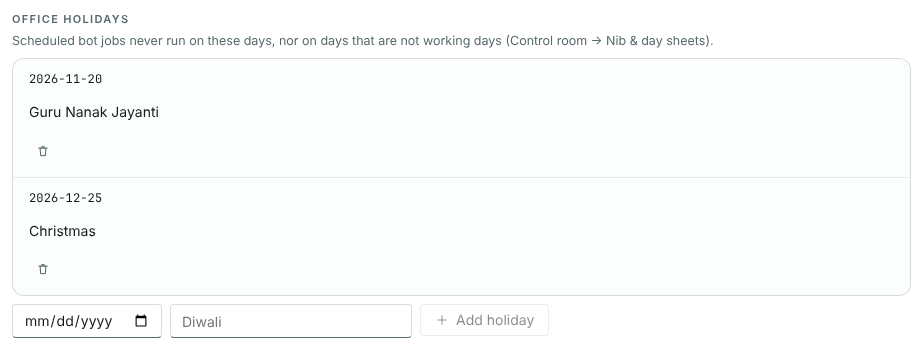 OFFICE HOLIDAYS
Scheduled bot jobs never run on these days, nor on days that are not working days (Control room → Nib & day sheets).
2026-11-20
Guru Nanak Jayanti
2026-12-25
Christmas
mm/dd/yyyy
Diwali
+ Add holiday